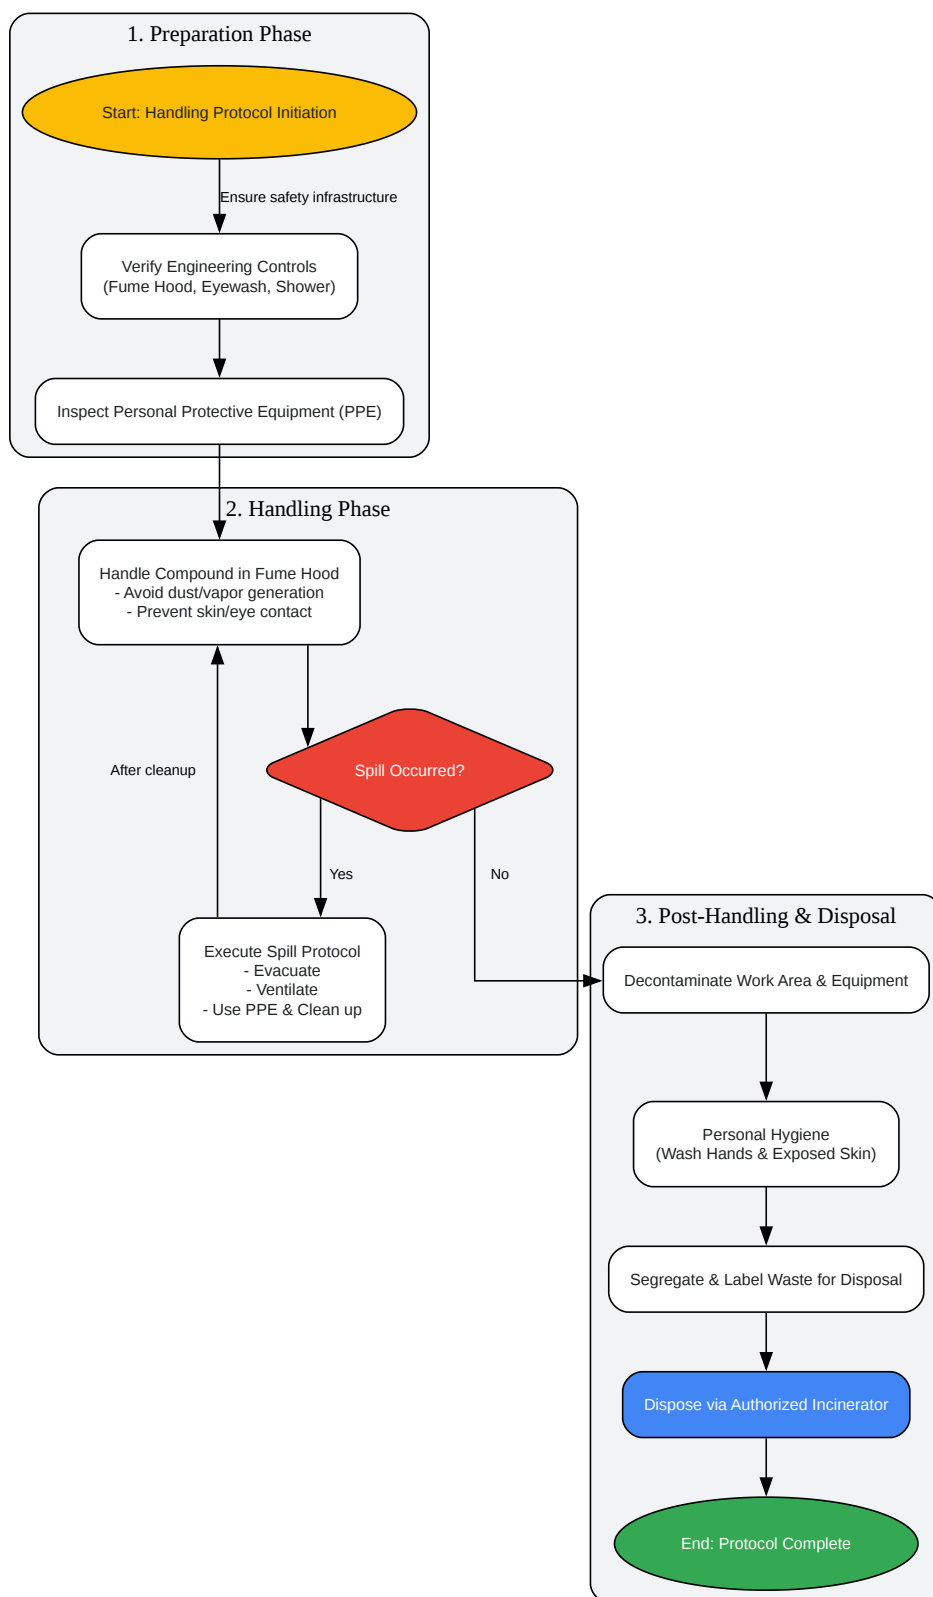 1. Preparation Phase
Start: Handling Protocol Initiation
Ensure safety infrastructure
Verify Engineering Controls
(Fume Hood, Eyewash, Shower)
Inspect Personal Protective Equipment (PPE)
2. Handling Phase
Handle Compound in Fume Hood
- Avoid dust/vapor generation
- Prevent skin/eye contact
After cleanup
Spill Occurred?
Yes
No
Execute Spill Protocol
- Evacuate
- Ventilate
- Use PPE & Clean up
3. Post-Handling & Disposal
Decontaminate Work Area & Equipment
Personal Hygiene
(Wash Hands & Exposed Skin)
Segregate & Label Waste for Disposal
Dispose via Authorized Incinerator
End: Protocol Complete